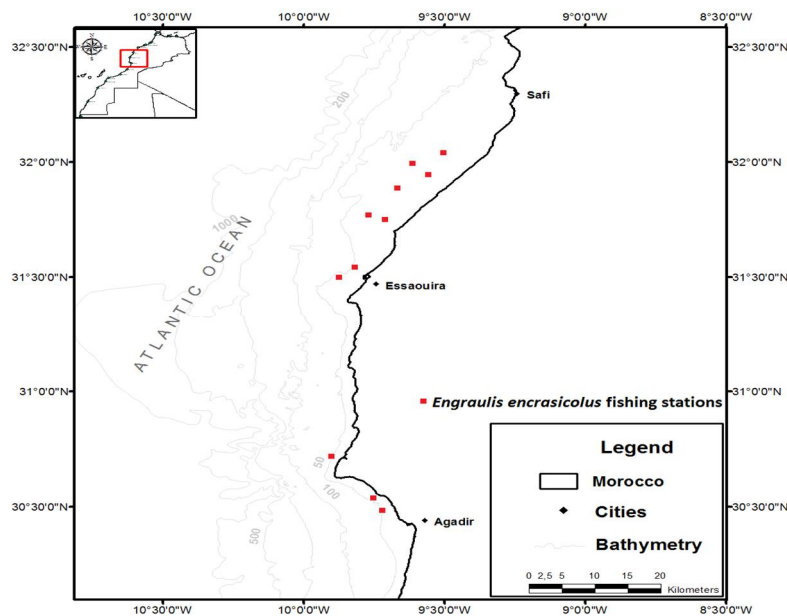 10°30'0"W 10°0'0"W 9°30'0"W 9°0'0"W 8°30'0"W
32°30'0"N 32°30'0"N
200
Safi
32°0'0"N 32°0'0"N
1000
ATLANTIC OCEAN
31°30'0"N 31°30'0"N
Essaouira
31°0'0"N 31°0'0"N
Engraulis encrasicolus fishing stations
50
100
500
30°30'0"N 30°30'0"N
Agadir
Legend
Morocco
Cities
Bathymetry
0 2,5 5 10 15 20
Kilometers
10°30'0"W 10°0'0"W 9°30'0"W 9°0'0"W 8°30'0"W